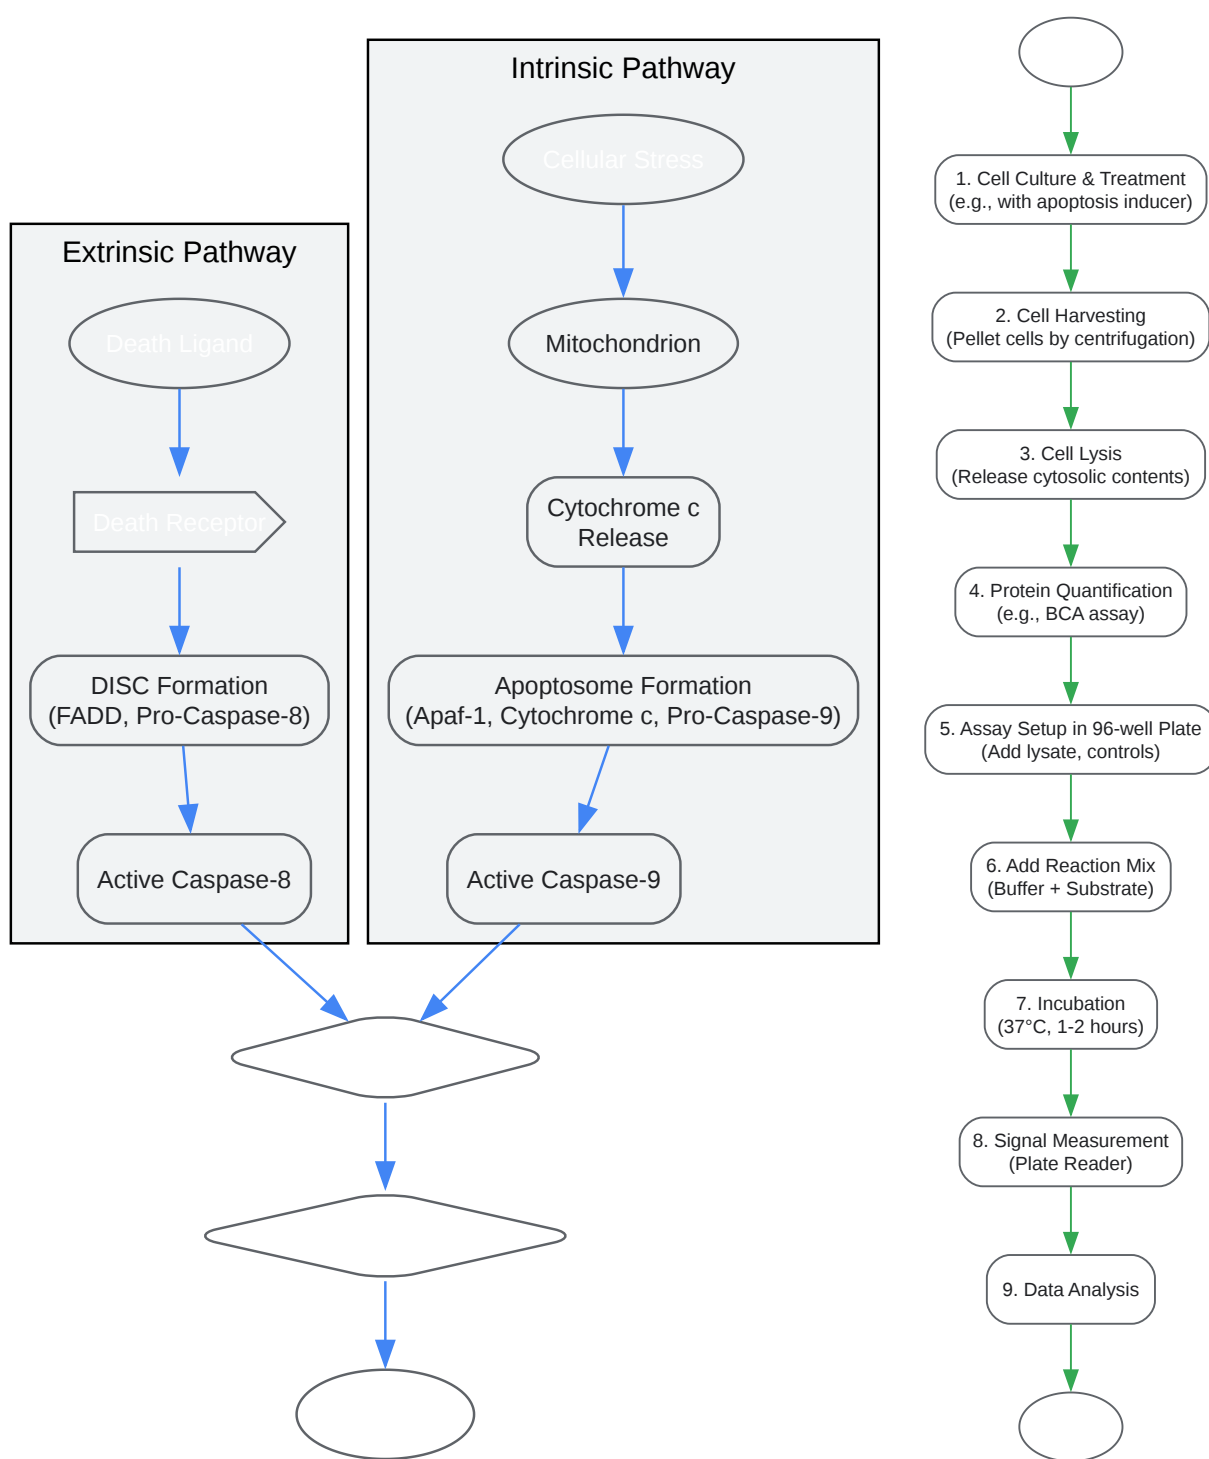 Intrinsic Pathway
Cellular Stress
Mitochondrion
Cytochrome c
Release
Apoptosome Formation
(Apaf-1, Cytochrome c, Pro-Caspase-9)
Active Caspase-9
Extrinsic Pathway
Death Ligand
Death Receptor
DISC Formation
(FADD, Pro-Caspase-8)
Active Caspase-8
1. Cell Culture & Treatment
(e.g., with apoptosis inducer)
2. Cell Harvesting
(Pellet cells by centrifugation)
3. Cell Lysis
(Release cytosolic contents)
4. Protein Quantification
(e.g., BCA assay)
5. Assay Setup in 96-well Plate
(Add lysate, controls)
6. Add Reaction Mix
(Buffer + Substrate)
7. Incubation
(37°C, 1-2 hours)
8. Signal Measurement
(Plate Reader)
9. Data Analysis